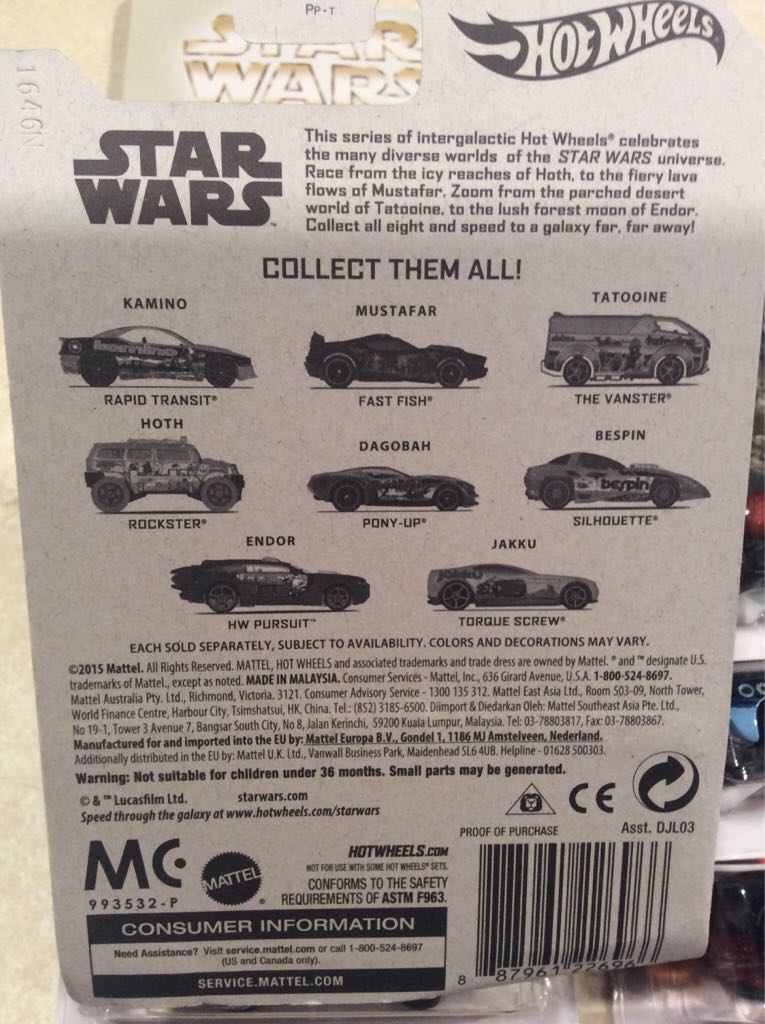 Pp-T
STAR
WARS
HOT WHEELS
1646N
STAR
WARS™
This series of intergalactic Hot Wheels® celebrates
the many diverse worlds of the STAR WARS universe.
Race from the icy reaches of Hoth, to the fiery lava
flows of Mustafar. Zoom from the parched desert
world of Tatooine, to the lush forest moon of Endor.
Collect all eight and speed to a galaxy far, far away!
COLLECT THEM ALL!
KAMINO
MUSTAFAR
TATOOINE
RAPID TRANSIT®
FAST FISH®
THE VANSTER®
HOTH
DAGOBAH
BESPIN
bespin
ROCKSTER®
PONY-UP®
SILHOUETTE®
ENDOR
JAKKU
jakku
HW PURSUIT™
TORQUE SCREW®
EACH SOLD SEPARATELY, SUBJECT TO AVAILABILITY. COLORS AND DECORATIONS MAY VARY.
©2015 Mattel. All Rights Reserved. MATTEL, HOT WHEELS and associated trademarks and trade dress are owned by Mattel. ® and ™ designate U.S.
trademarks of Mattel., except as noted. MADE IN MALAYSIA. Consumer Services - Mattel, Inc., 636 Girard Avenue, U.S.A. 1-800-524-8697.
Mattel Australia Pty. Ltd., Richmond, Victoria. 3121. Consumer Advisory Service - 1300 135 312. Mattel East Asia Ltd., Room 503-09, North Tower,
World Finance Centre, Harbour City, Tsimshatsui, HK, China. Tel.: (852) 3185-6500. Diimport & Diedarkan Oleh: Mattel Southeast Asia Pte. Ltd.,
No 19-1, Tower 3 Avenue 7, Bangsar South City, No 8, Jalan Kerinchi, 59200 Kuala Lumpur, Malaysia. Tel: 03-78803817, Fax: 03-78803867.
Manufactured for and imported into the EU by: Mattel Europa B.V., Gondel 1, 1186 MJ Amstelveen, Nederland.
Additionally distributed in the EU by: Mattel U.K. Ltd., Vanwall Business Park, Maidenhead SL6 4UB. Helpline - 01628 500303.
Warning: Not suitable for children under 36 months. Small parts may be generated.
© & ™ Lucasfilm Ltd. starwars.com
Speed through the galaxy at www.hotwheels.com/starwars
CE
PROOF OF PURCHASE
Asst. DJL03
MC
993532-P
MATTEL®
HOTWHEELS.COM
NOT FOR USE WITH SOME HOT WHEELS® SETS.
CONFORMS TO THE SAFETY
REQUIREMENTS OF ASTM F963.
CONSUMER INFORMATION
Need Assistance? Visit service.mattel.com or call 1-800-524-8697
(US and Canada only).
SERVICE.MATTEL.COM
8 87961 22694